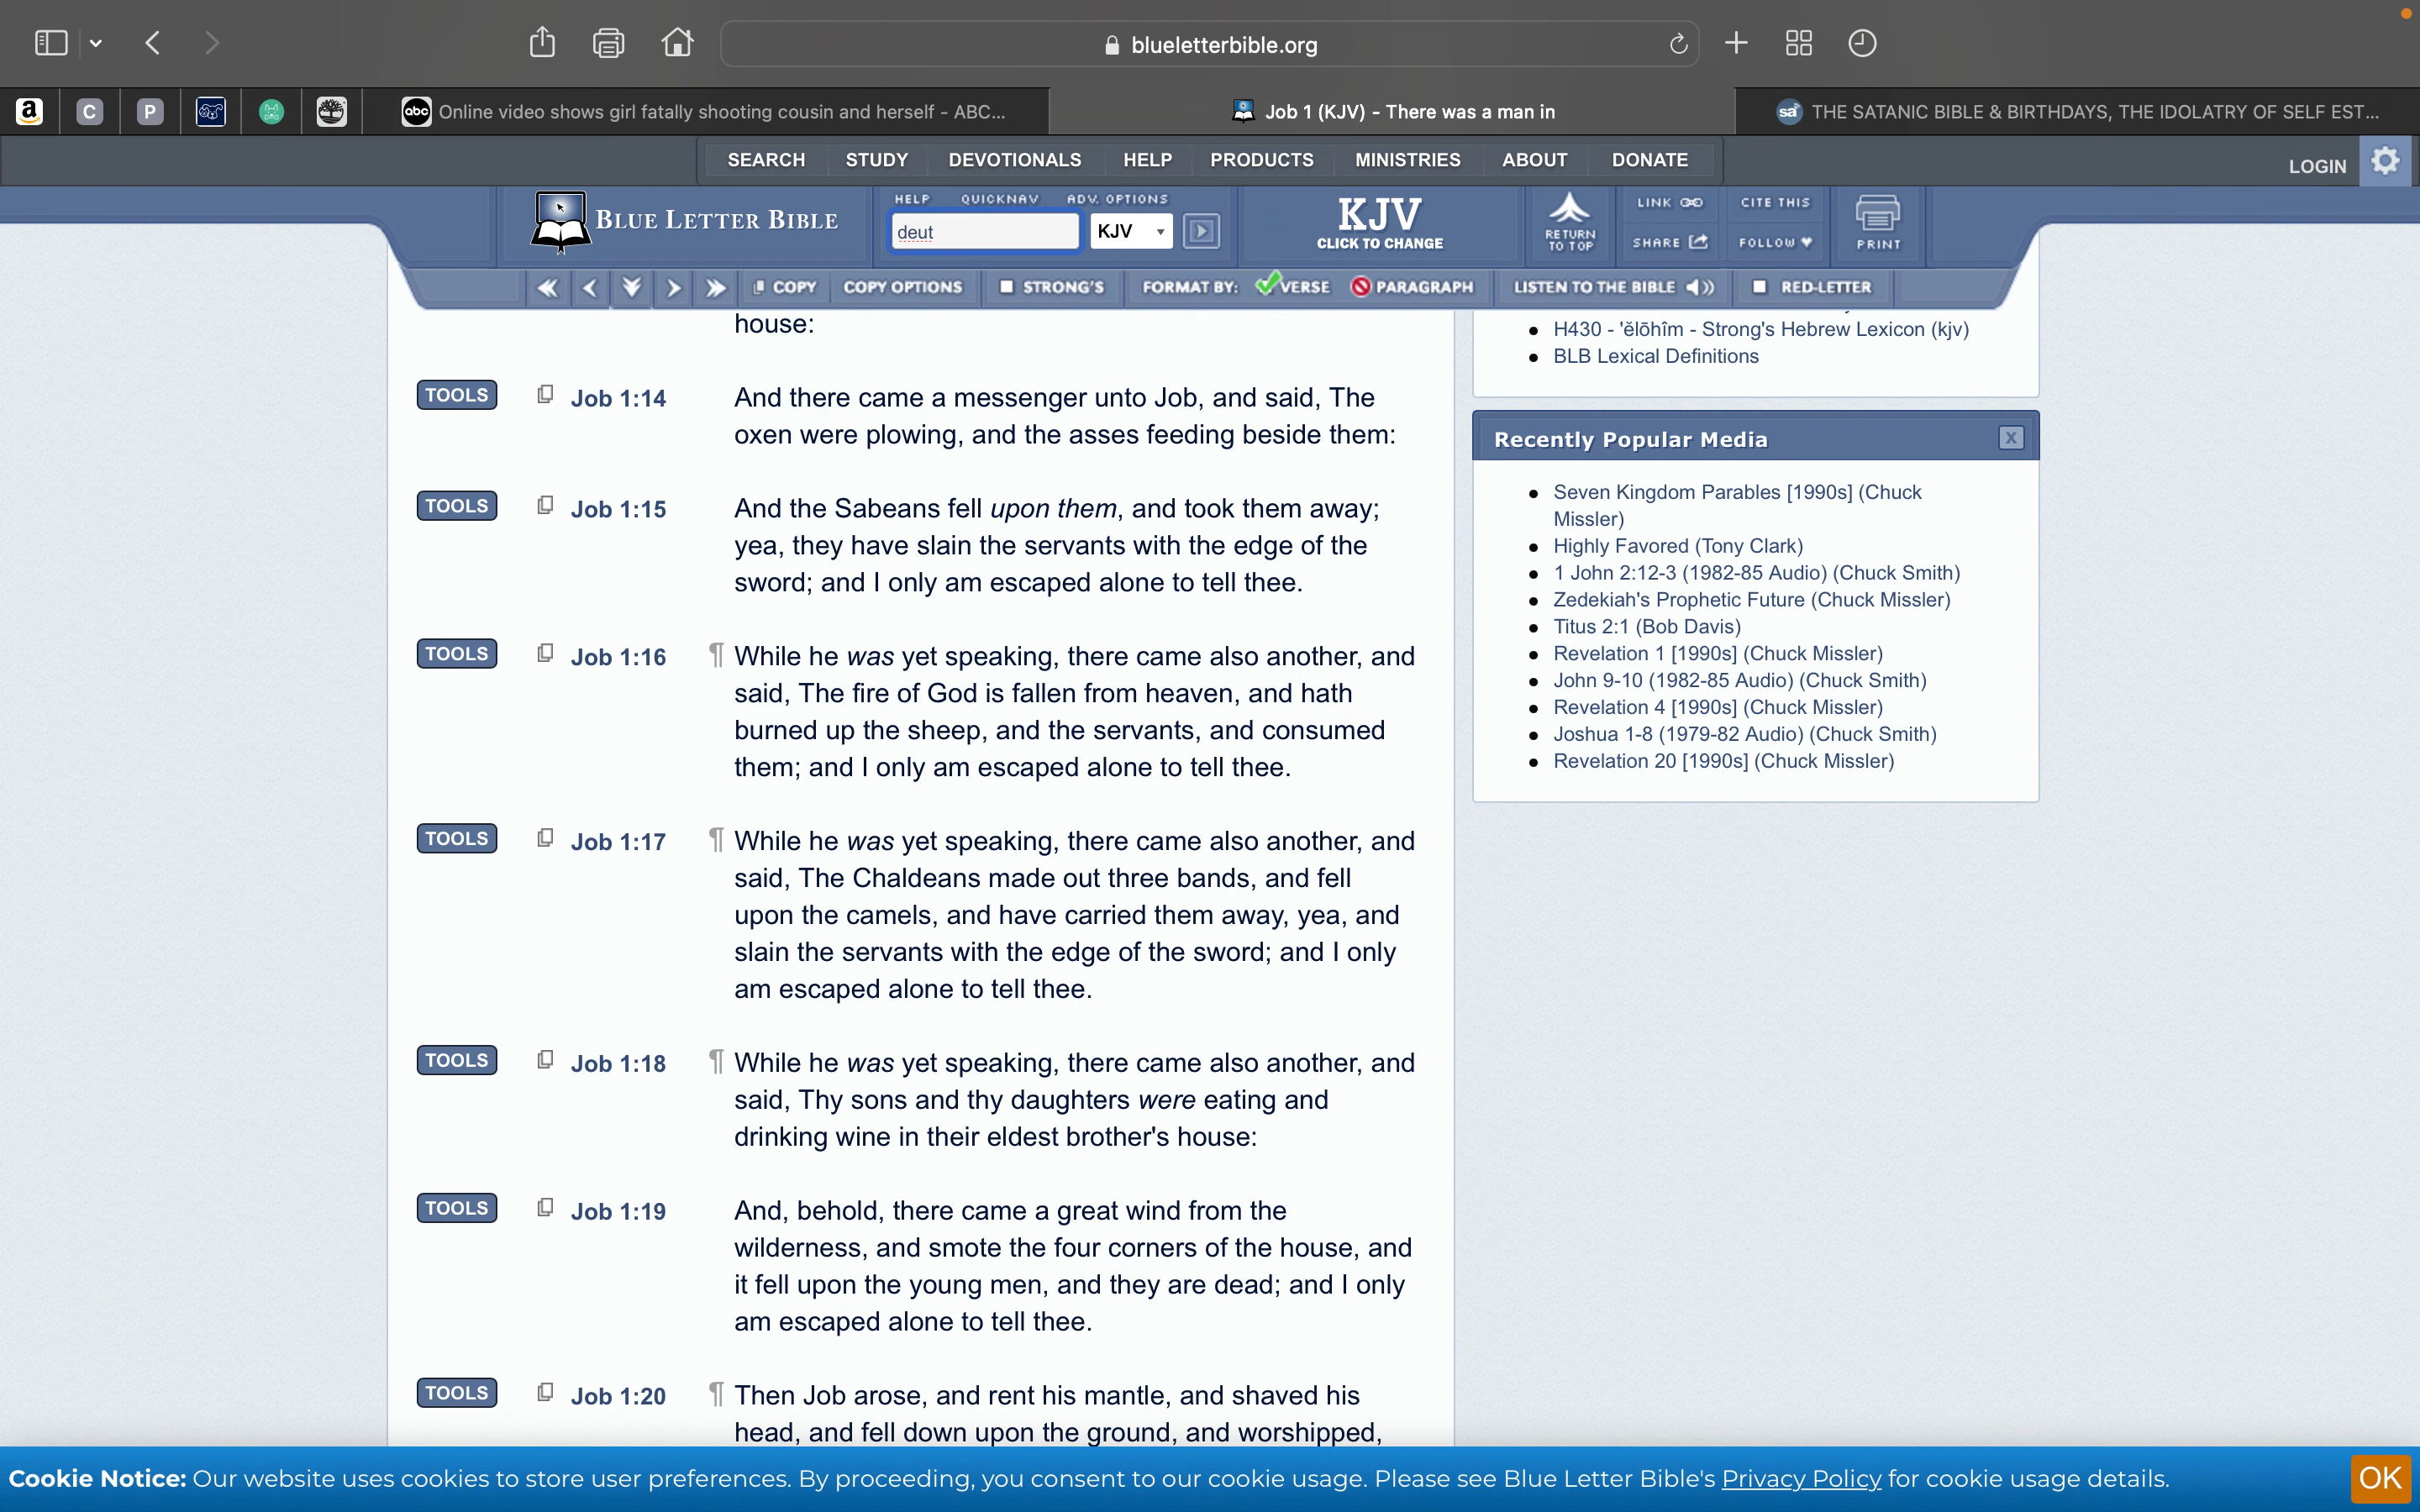 blueletterbible.org
a
C
P
abc Online video shows girl fatally shooting cousin and herself - ABC...
Job 1 (KJV) - There was a man in
sa THE SATANIC BIBLE & BIRTHDAYS, THE IDOLATRY OF SELF EST...
SEARCH STUDY DEVOTIONALS HELP PRODUCTS MINISTRIES ABOUT DONATE
LOGIN
BLUE LETTER BIBLE
HELP QUICKNAV ADV. OPTIONS
deut
KJV
KJV
CLICK TO CHANGE
RETURN
TO TOP
LINK
SHARE
CITE THIS
FOLLOW
PRINT
COPY COPY OPTIONS STRONG'S FORMAT BY: VERSE PARAGRAPH LISTEN TO THE BIBLE RED-LETTER
house:
TOOLS Job 1:14 And there came a messenger unto Job, and said, The
oxen were plowing, and the asses feeding beside them:
TOOLS Job 1:15 And the Sabeans fell upon them, and took them away;
yea, they have slain the servants with the edge of the
sword; and I only am escaped alone to tell thee.
TOOLS Job 1:16 ¶ While he was yet speaking, there came also another, and
said, The fire of God is fallen from heaven, and hath
burned up the sheep, and the servants, and consumed
them; and I only am escaped alone to tell thee.
TOOLS Job 1:17 ¶ While he was yet speaking, there came also another, and
said, The Chaldeans made out three bands, and fell
upon the camels, and have carried them away, yea, and
slain the servants with the edge of the sword; and I only
am escaped alone to tell thee.
TOOLS Job 1:18 ¶ While he was yet speaking, there came also another, and
said, Thy sons and thy daughters were eating and
drinking wine in their eldest brother's house:
TOOLS Job 1:19 And, behold, there came a great wind from the
wilderness, and smote the four corners of the house, and
it fell upon the young men, and they are dead; and I only
am escaped alone to tell thee.
TOOLS Job 1:20 ¶ Then Job arose, and rent his mantle, and shaved his
head, and fell down upon the ground, and worshipped,
H430 - 'ĕlōhîm - Strong's Hebrew Lexicon (kjv)
BLB Lexical Definitions
Recently Popular Media X
Seven Kingdom Parables [1990s] (Chuck
Missler)
Highly Favored (Tony Clark)
1 John 2:12-3 (1982-85 Audio) (Chuck Smith)
Zedekiah's Prophetic Future (Chuck Missler)
Titus 2:1 (Bob Davis)
Revelation 1 [1990s] (Chuck Missler)
John 9-10 (1982-85 Audio) (Chuck Smith)
Revelation 4 [1990s] (Chuck Missler)
Joshua 1-8 (1979-82 Audio) (Chuck Smith)
Revelation 20 [1990s] (Chuck Missler)
Cookie Notice: Our website uses cookies to store user preferences. By proceeding, you consent to our cookie usage. Please see Blue Letter Bible's Privacy Policy for cookie usage details.
OK